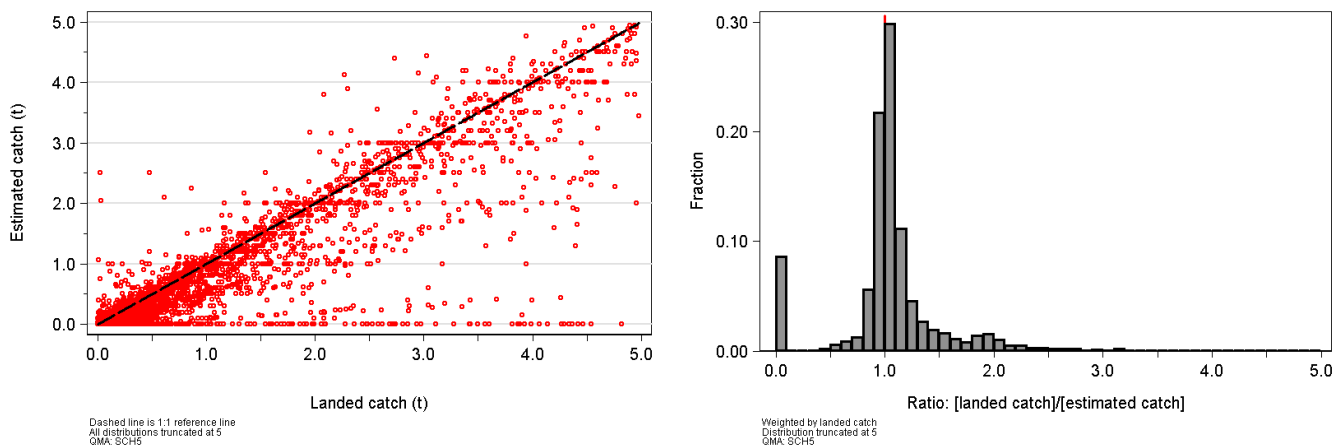 5.0
4.0
3.0
2.0
1.0
0.0
Estimated catch (t)
0.0 1.0 2.0 3.0 4.0 5.0
Landed catch (t)
Dashed line is 1:1 reference line
All distributions truncated at 5
QMA: SCH5
0.30
0.20
0.10
0.00
Fraction
0.0 1.0 2.0 3.0 4.0 5.0
Ratio: [landed catch]/[estimated catch]
Weighted by landed catch
Distribution truncated at 5
QMA: SCH5